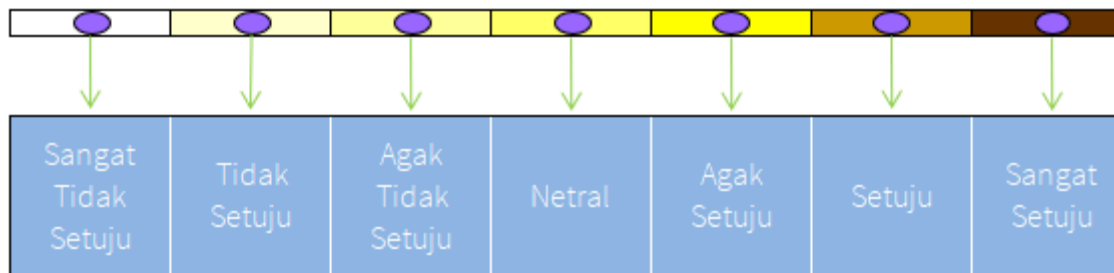 Sangat
Tidak
Setuju
Tidak
Setuju
Agak
Tidak
Setuju
Netral
Agak
Setuju
Setuju
Sangat
Setuju